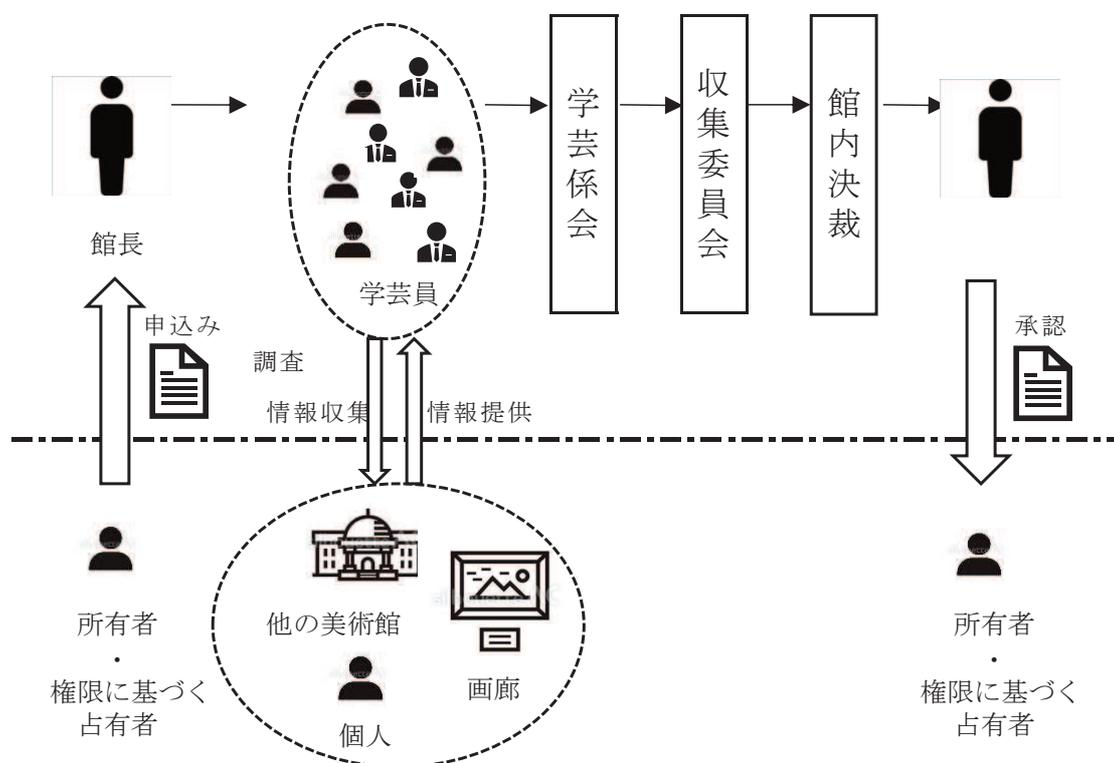 学芸係会
収集委員会
館内決裁
館長
学芸員
申込み
承認
調査
情報収集
情報提供
所有者
・
権限に基づく
占有者
他の美術館
画廊
個人
所有者
・
権限に基づく
占有者